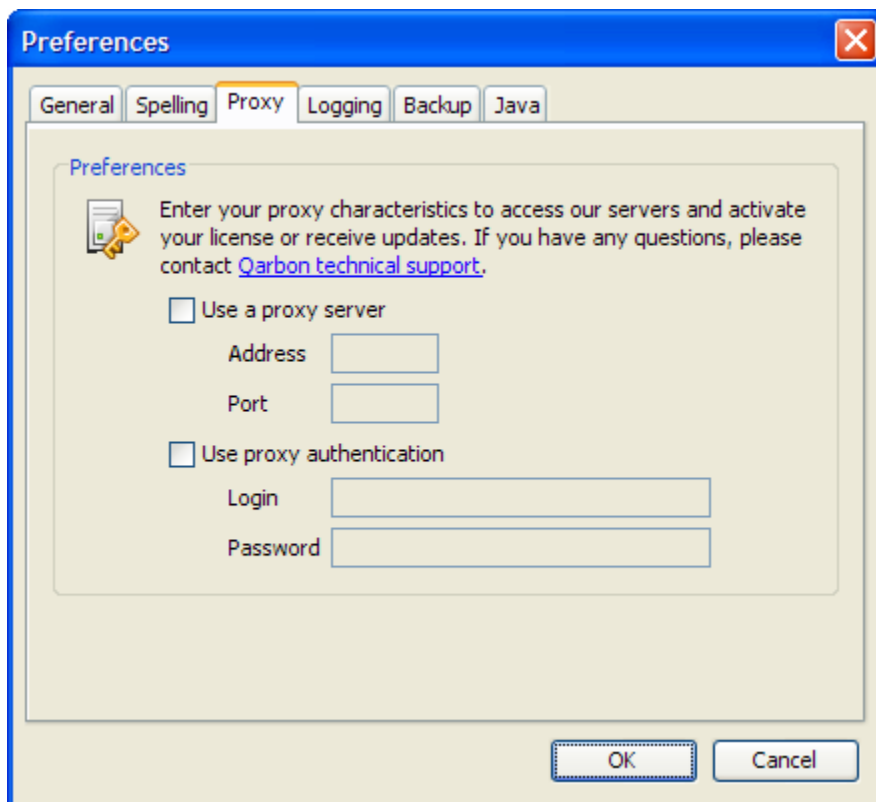 Preferences
General Spelling Proxy Logging Backup Java
Preferences
Enter your proxy characteristics to access our servers and activate
your license or receive updates. If you have any questions, please
contact Qarbon technical support.
Use a proxy server
Address
Port
Use proxy authentication
Login
Password
OK Cancel